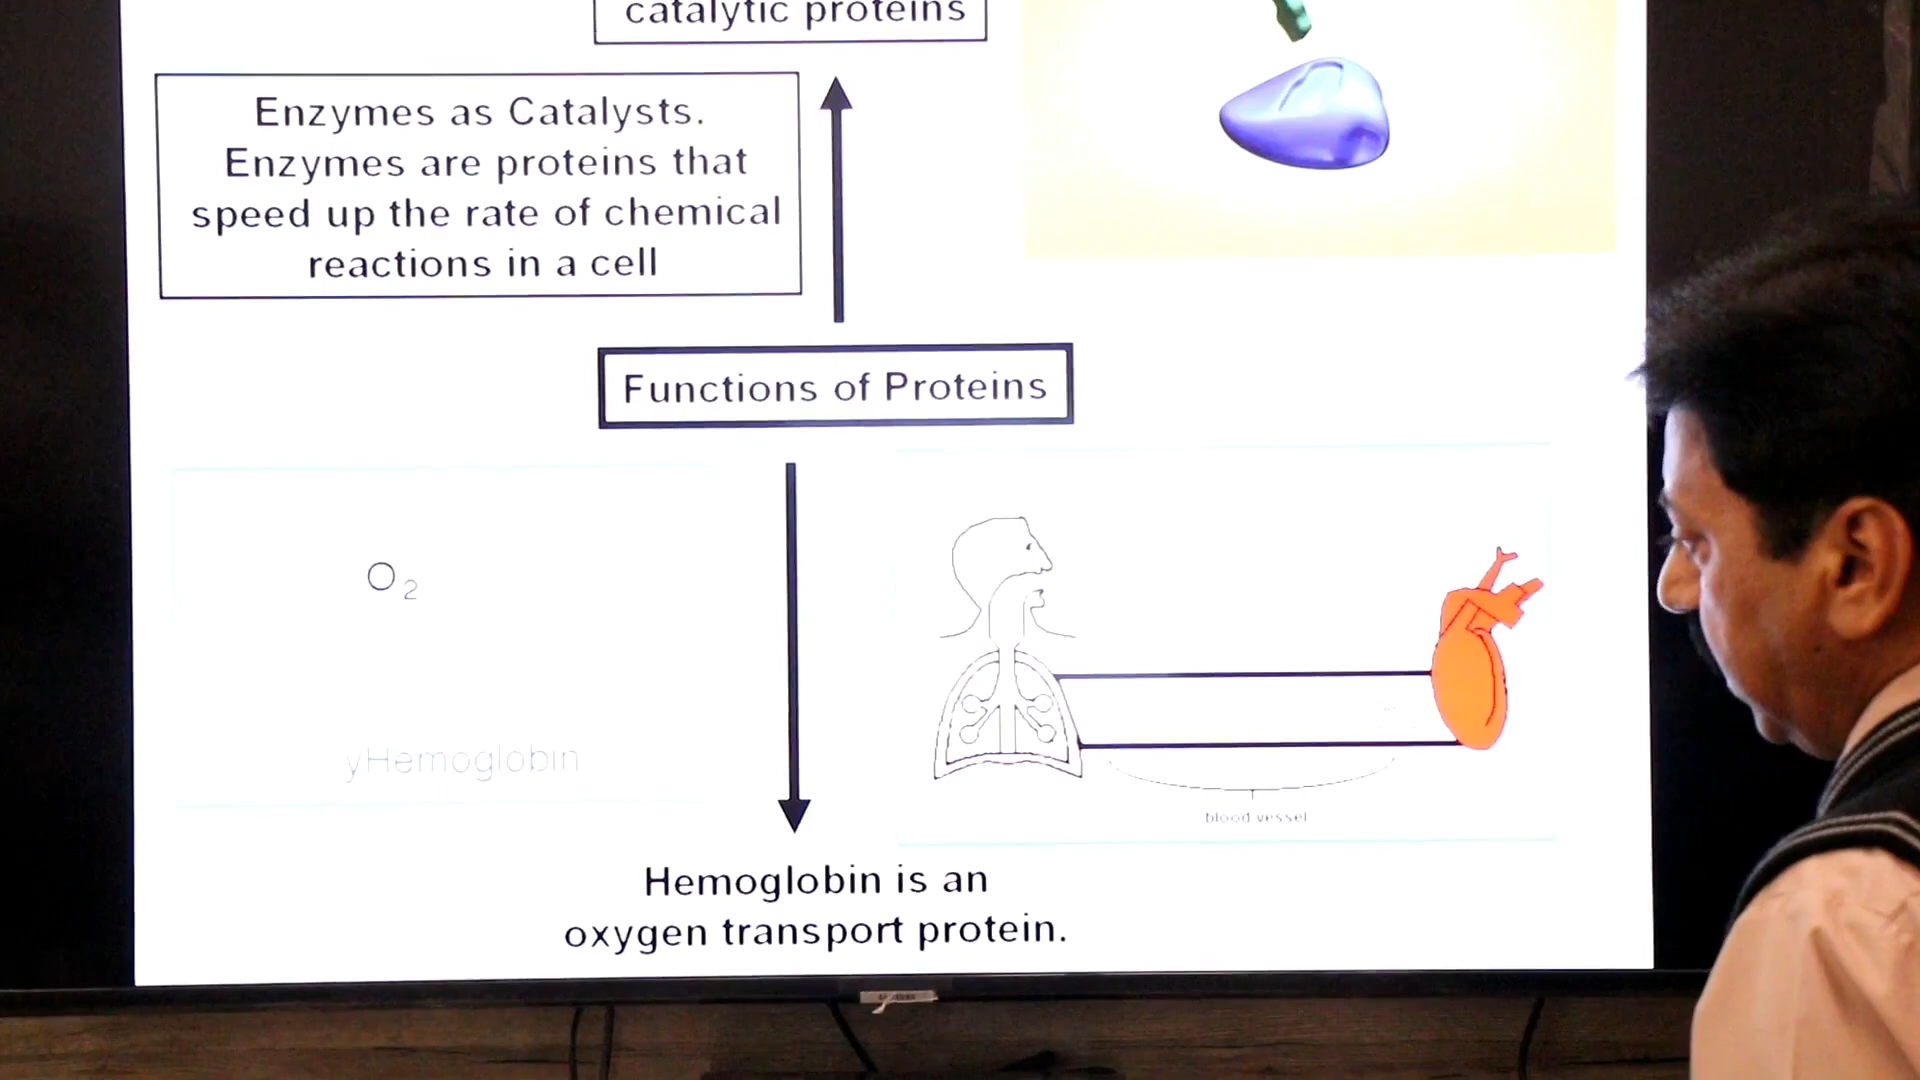 catalytic proteins
Enzymes as Catalysts.
Enzymes are proteins that
speed up the rate of chemical
reactions in a cell
Functions of Proteins
O2
yHemoglobin
blood vessel
Hemoglobin is an
oxygen transport protein.